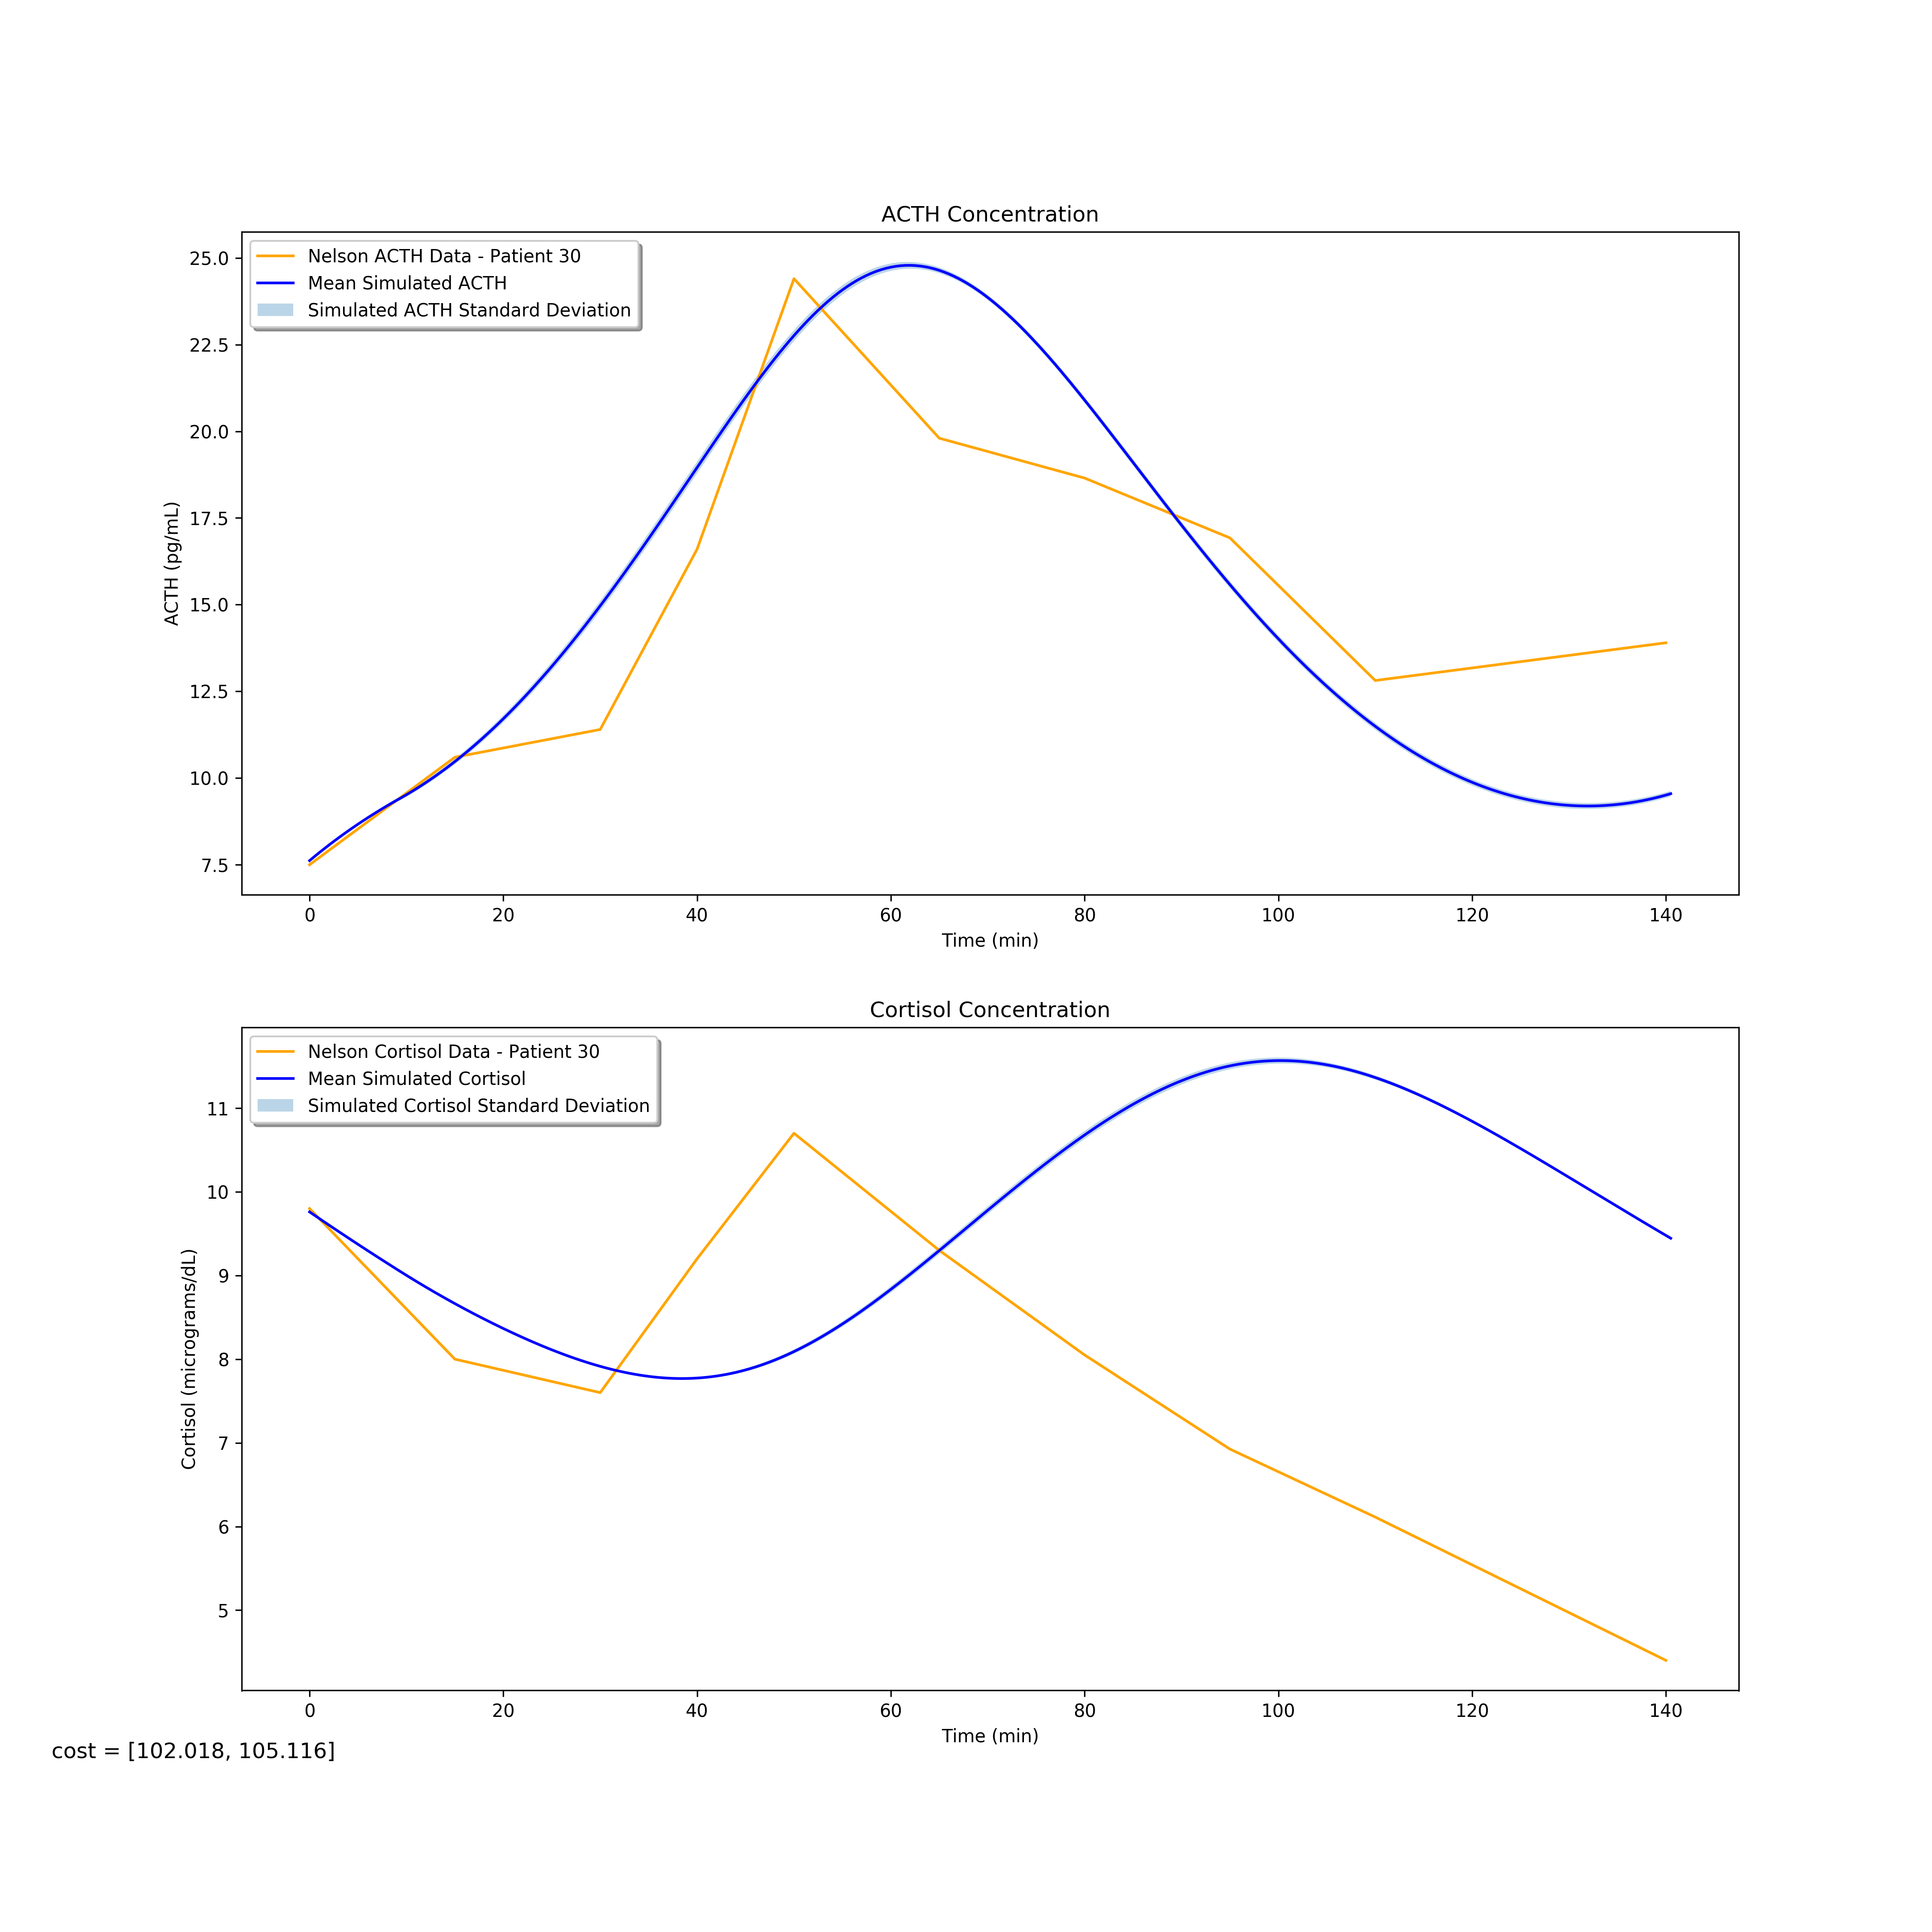 ACTH Concentration
Nelson ACTH Data - Patient 30
Mean Simulated ACTH
Simulated ACTH Standard Deviation
ACTH (pg/mL)
25.0
22.5
20.0
17.5
15.0
12.5
10.0
7.5
0 20 40 60 80 100 120 140
Time (min)
Cortisol Concentration
Nelson Cortisol Data - Patient 30
Mean Simulated Cortisol
Simulated Cortisol Standard Deviation
Cortisol (micrograms/dL)
11
10
9
8
7
6
5
0 20 40 60 80 100 120 140
Time (min)
cost = [102.018, 105.116]